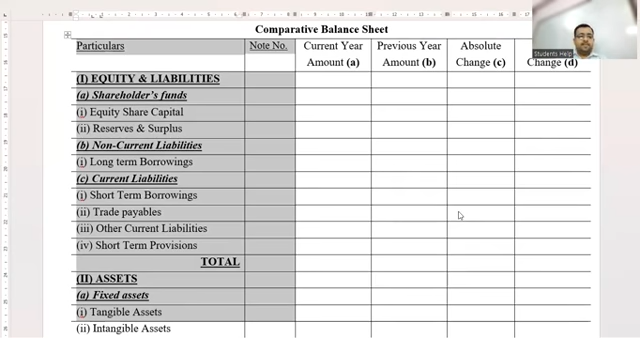 Comparative Balance Sheet
Particulars Note No. Current Year Previous Year Absolute
Amount (a) Amount (b) Change (c) Change (d)
Students Help
(I) EQUITY & LIABILITIES
(a) Shareholder's funds
(i) Equity Share Capital
(ii) Reserves & Surplus
(b) Non-Current Liabilities
(i) Long term Borrowings
(c) Current Liabilities
(i) Short Term Borrowings
(ii) Trade payables
(iii) Other Current Liabilities
(iv) Short Term Provisions
TOTAL
(II) ASSETS
(a) Fixed assets
(i) Tangible Assets
(ii) Intangible Assets